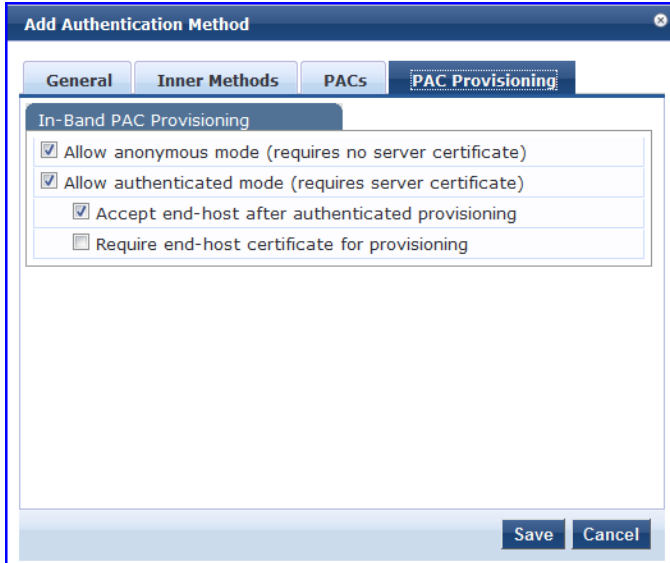 Add Authentication Method
General Inner Methods PACs PAC Provisioning
In-Band PAC Provisioning
Allow anonymous mode (requires no server certificate)
Allow authenticated mode (requires server certificate)
Accept end-host after authenticated provisioning
Require end-host certificate for provisioning
Save Cancel